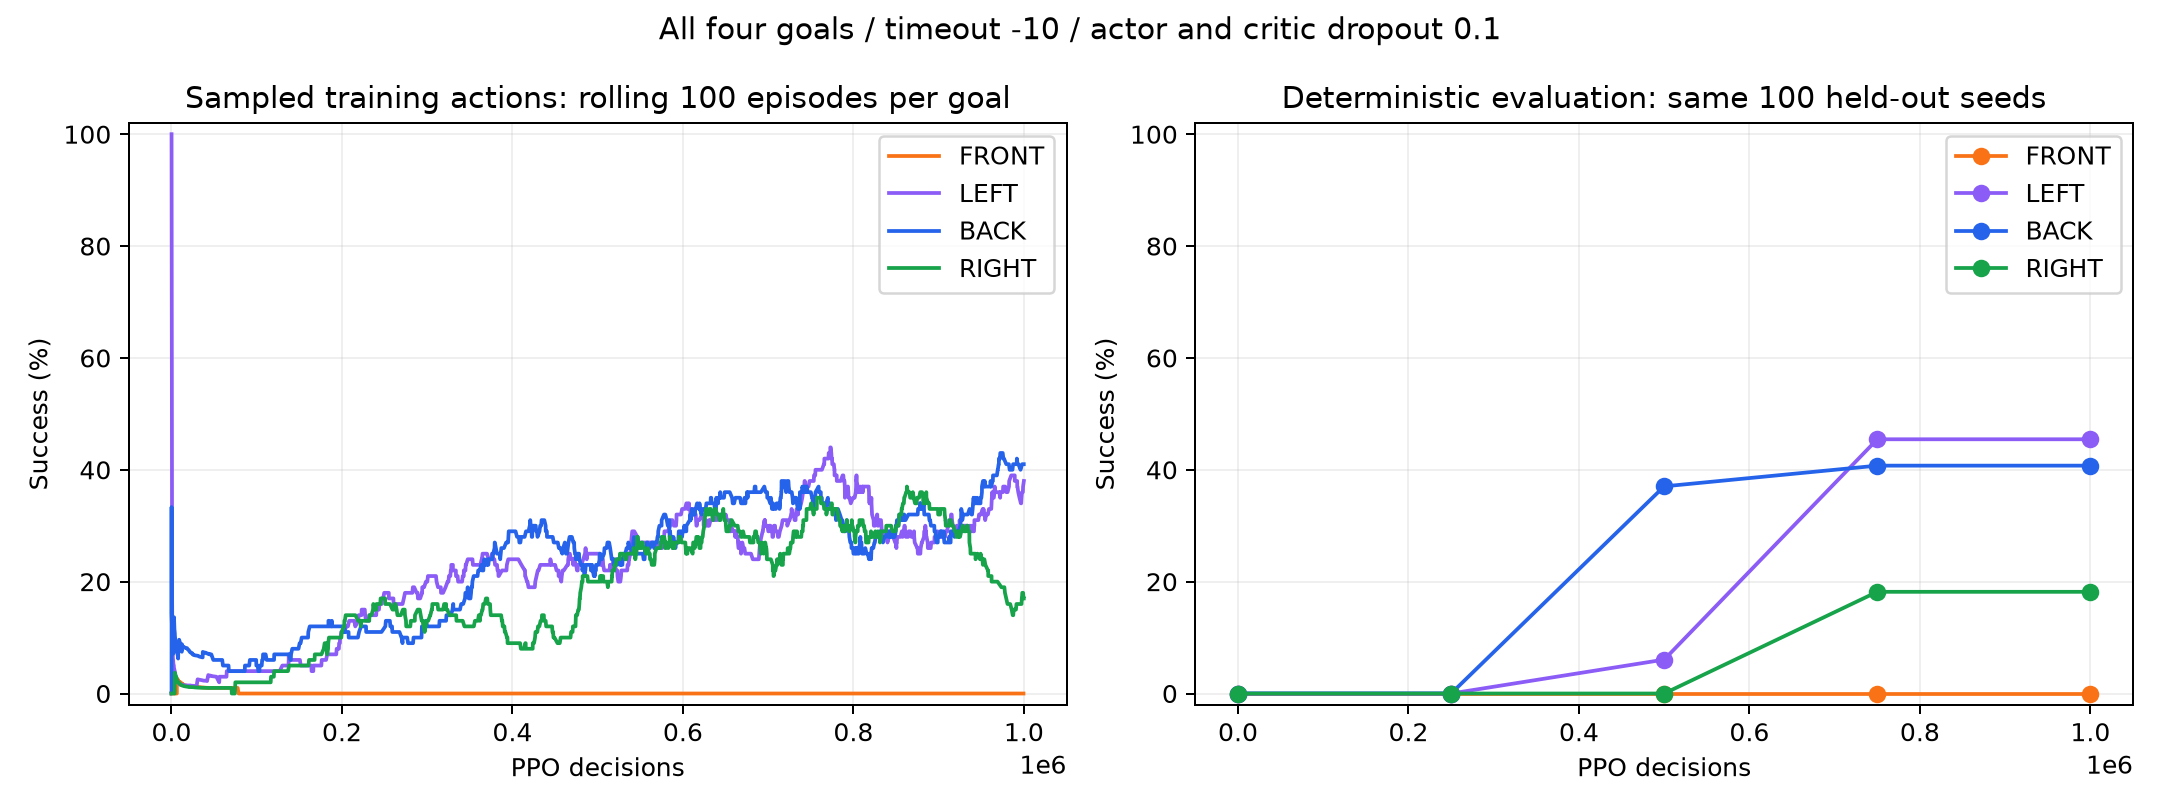 All four goals / timeout -10 / actor and critic dropout 0.1
Sampled training actions: rolling 100 episodes per goal
100
80
60
40
20
0
Success (%)
FRONT
LEFT
BACK
RIGHT
0.0
0.2
0.4
0.6
0.8
1.0
1e6
PPO decisions
Deterministic evaluation: same 100 held-out seeds
100
80
60
40
20
0
Success (%)
FRONT
LEFT
BACK
RIGHT
0.0
0.2
0.4
0.6
0.8
1.0
1e6
PPO decisions